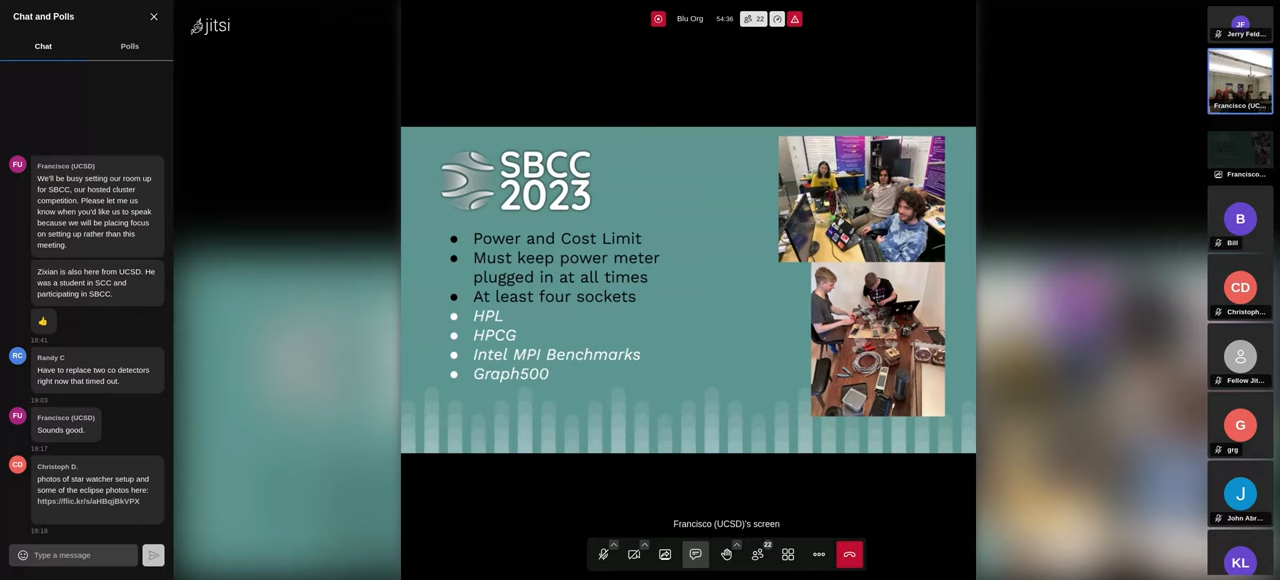 Chat and Polls
Chat
Polls
Francisco (UCSD)
We'll be busy setting our room up
for SBCC, our hosted cluster
competition. Please let me us
know when you'd like us to speak
because we will be placing focus
on setting up rather than this
meeting.
Zixian is also here from UCSD. He
was a student in SCC and
participating in SBCC.
18:41
RC
Randy C
Have to replace two co detectors
right now that timed out.
19:03
FU
Francisco (UCSD)
Sounds good.
19:17
CD
Christoph D.
photos of star watcher setup and
some of the eclipse photos here:
https://flic.kr/s/aHBqjBkVPX
19:18
Type a message
FU
jitsi
Blu Org
54:36
22
SBCC
2023
● Power and Cost Limit
● Must keep power meter
plugged in at all times
● At least four sockets
● HPL
● HPCG
● Intel MPI Benchmarks
● Graph500
Francisco (UCSD)'s screen
22
JF
Jerry Feld...
Francisco (UC...
Francisco...
B
Bill
CD
Christoph...
Fellow Jit...
G
grg
J
John Abr...
KL